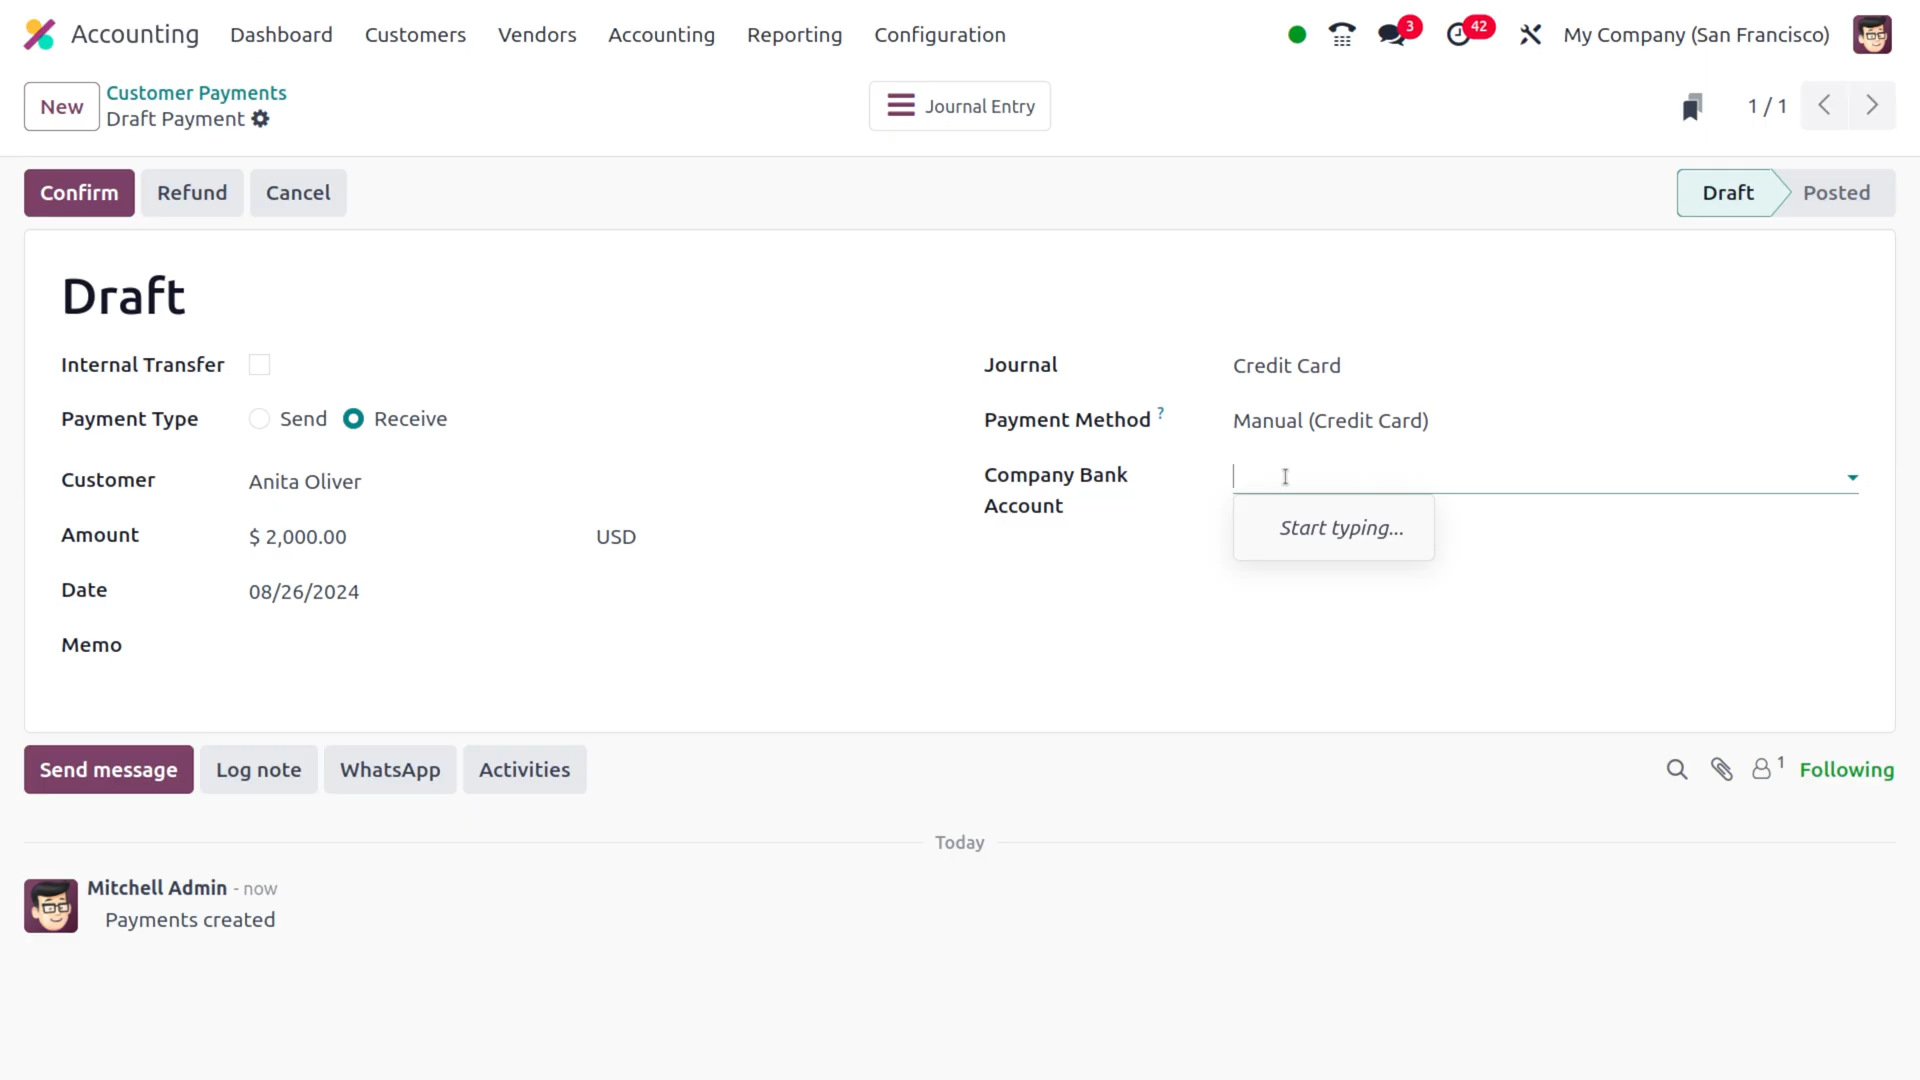 Accounting Dashboard Customers Vendors Accounting Reporting Configuration 3 42 My Company (San Francisco)
New Customer Payments
Draft Payment
Journal Entry
1 / 1
Confirm Refund Cancel Draft Posted
Draft
Internal Transfer
Payment Type Send Receive
Customer Anita Oliver
Amount $ 2,000.00 USD
Date 08/26/2024
Memo
Journal Credit Card
Payment Method ? Manual (Credit Card)
Company Bank
Account
Start typing...
Send message Log note WhatsApp Activities 1 Following
Today
Mitchell Admin - now
Payments created